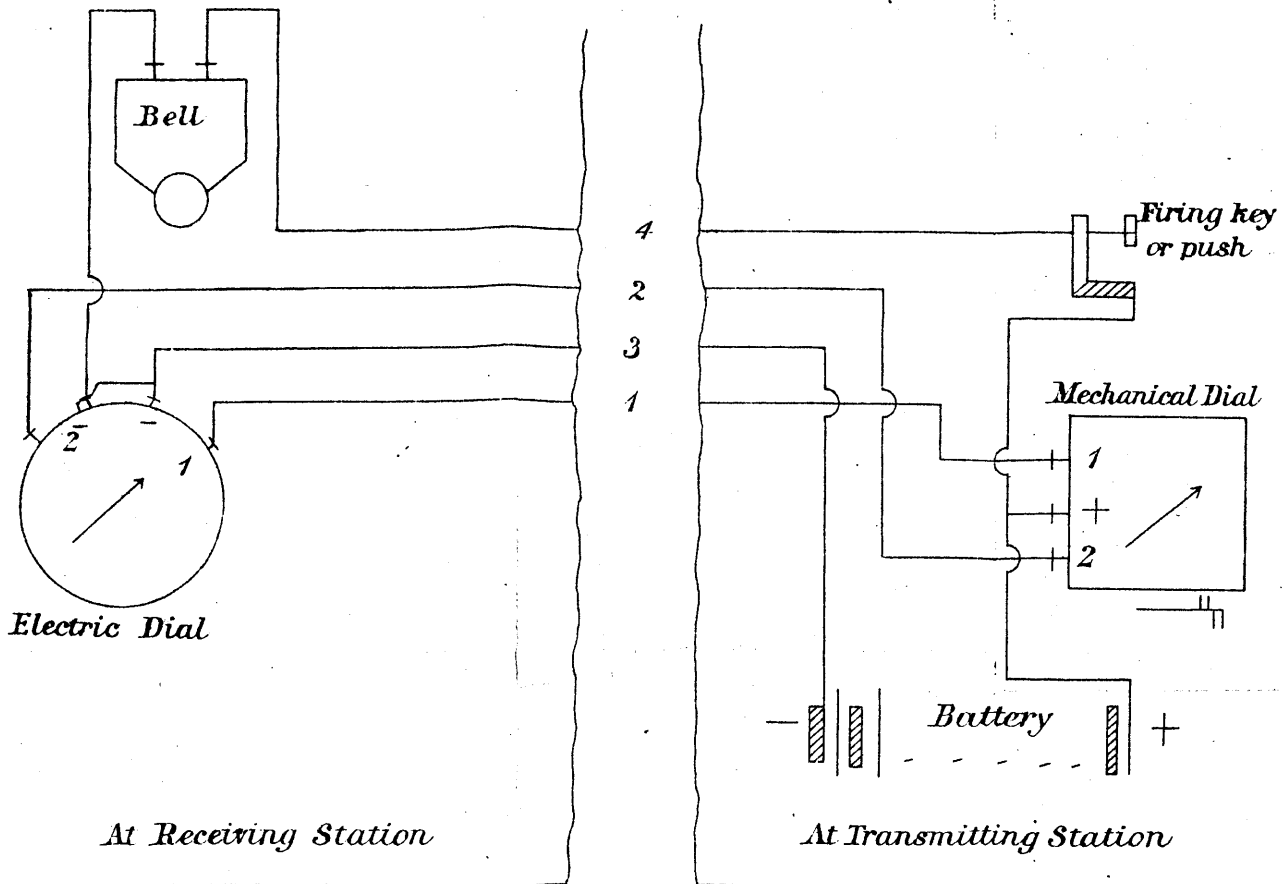 Bell
4
Firing key
or push
2
3
1
Mechanical Dial
2
-
-
1
1
+
2
Electric Dial
-
Battery
+
At Receiving Station
At Transmitting Station